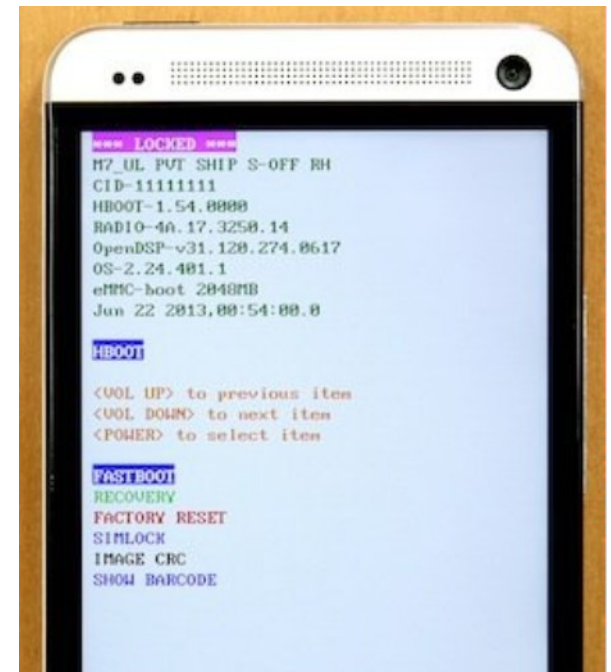 *** LOCKED ***
M7_UL PVT SHIP S-OFF RH
CID-11111111
HBOOT-1.54.0000
RADIO-4A.17.3250.14
OpenDSP-v31.120.274.0617
OS-2.24.401.1
eMMC-boot 2048MB
Jun 22 2013,00:54:00.0
HBOOT
<VOL UP> to previous item
<VOL DOWN> to next item
<POWER> to select item
FASTBOOT
RECOVERY
FACTORY RESET
SIMLOCK
IMAGE CRC
SHOW BARCODE